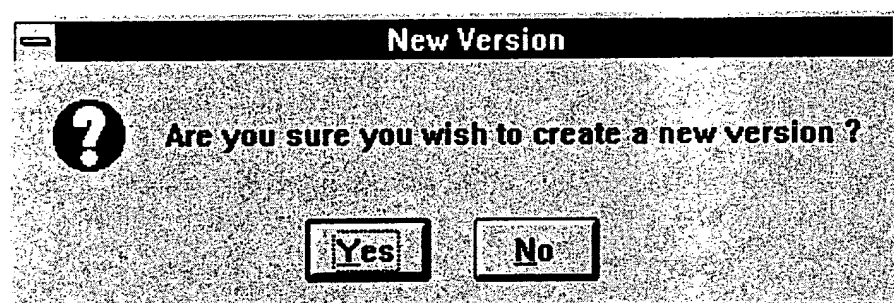 New Version
? Are you sure you wish to create a new version ?
Yes No